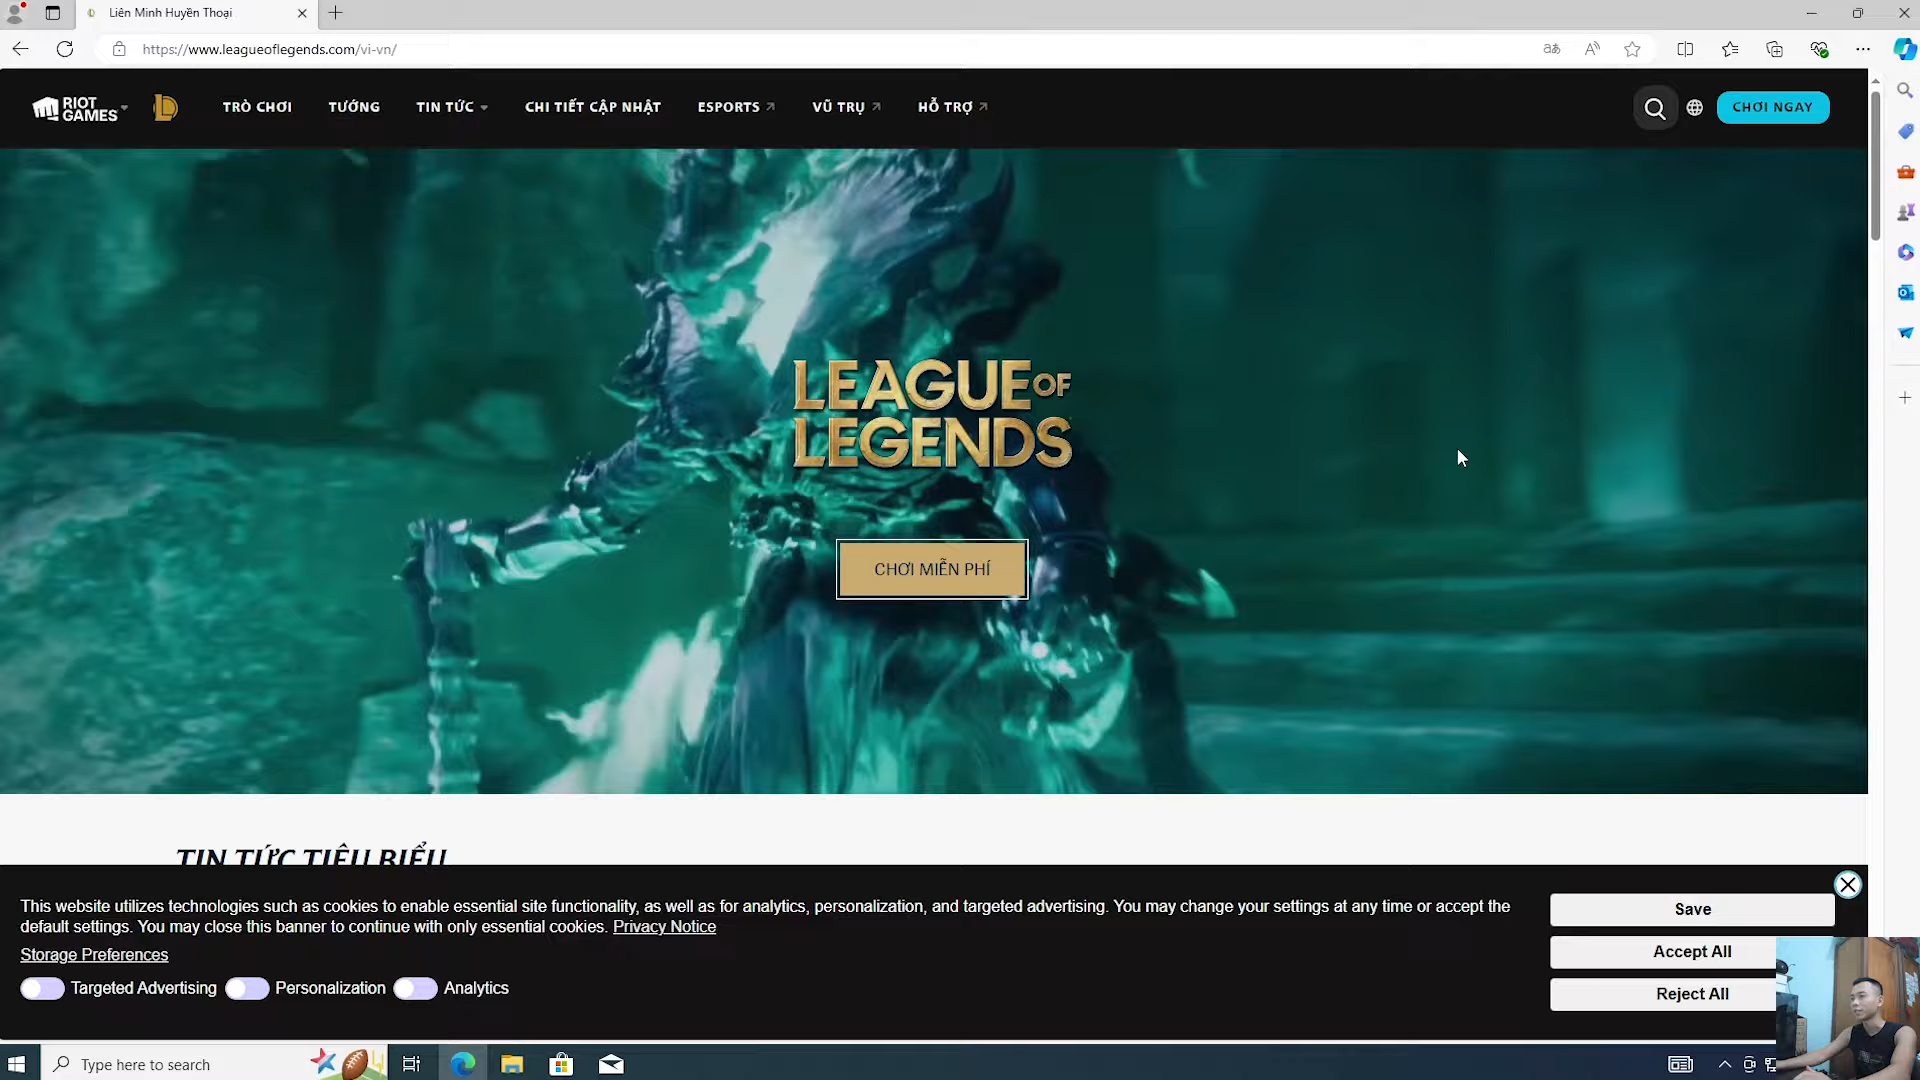 Liên Minh Huyền Thoại
https://www.leagueoflegends.com/vi-vn/
RIOT GAMES
TRÒ CHƠI
TƯỚNG
TIN TỨC
CHI TIẾT CẬP NHẬT
ESPORTS
VŨ TRỤ
HỖ TRỢ
CHƠI NGAY
LEAGUE OF
LEGENDS
CHƠI MIỄN PHÍ
TIN TỨC TIÊU BIỂU
This website utilizes technologies such as cookies to enable essential site functionality, as well as for analytics, personalization, and targeted advertising. You may change your settings at any time or accept the
default settings. You may close this banner to continue with only essential cookies. Privacy Notice
Storage Preferences
Targeted Advertising
Personalization
Analytics
Save
Accept All
Reject All
Type here to search